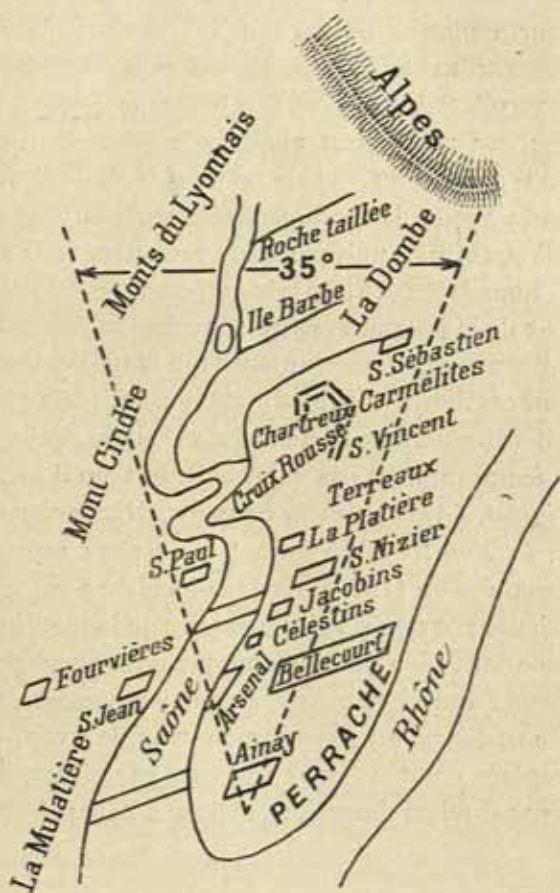 Alpes
Monts du Lyonnais
Roche taillée
35°
La Dombe
Ile Barbe
S. Sébastien
Carmélites
Chartreux
Croix Rousse
S. Vincent
Mont Cindre
Terreaux
La Platière
S. Nizier
S. Paul
Jacobins
Célestins
Fourvières
Bellecourt
Arsenal
S. Jean
Saône
Ainay
PERRACHE
Rhône
La Mulatière